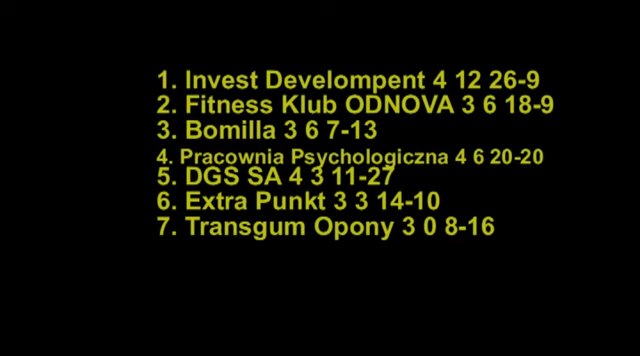 1. Invest Develompent 4 12 26-9
2. Fitness Klub ODNOVA 3 6 18-9
3. Bomilla 3 6 7-13
4. Pracownia Psychologiczna 4 6 20-20
5. DGS SA 4 3 11-27
6. Extra Punkt 3 3 14-10
7. Transgum Opony 3 0 8-16